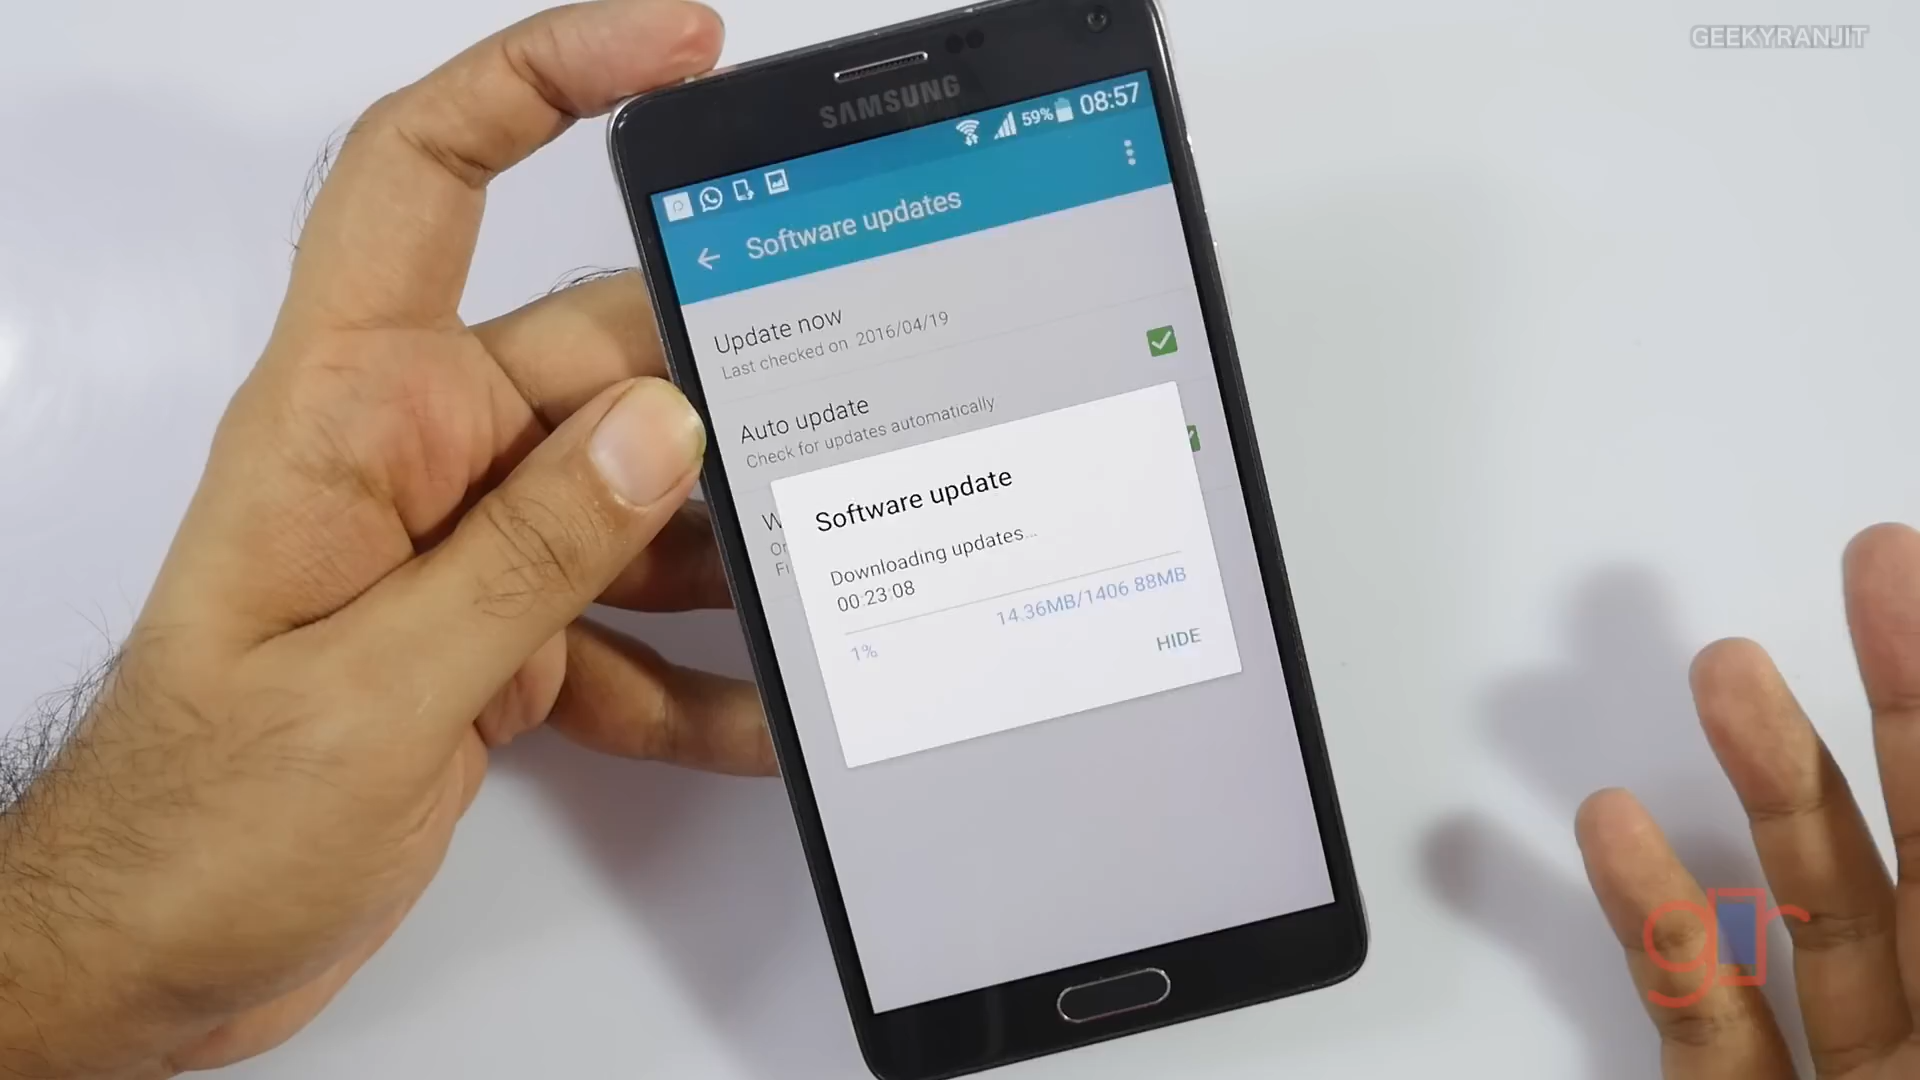 GEEKYRANJIT
SAMSUNG
59% 08:57
Software updates
Update now
Last checked on 2016/04/19
Auto update
Check for updates automatically
Software update
Downloading updates...
00:23:08
1% 14.36MB/1406.88MB
HIDE
gr